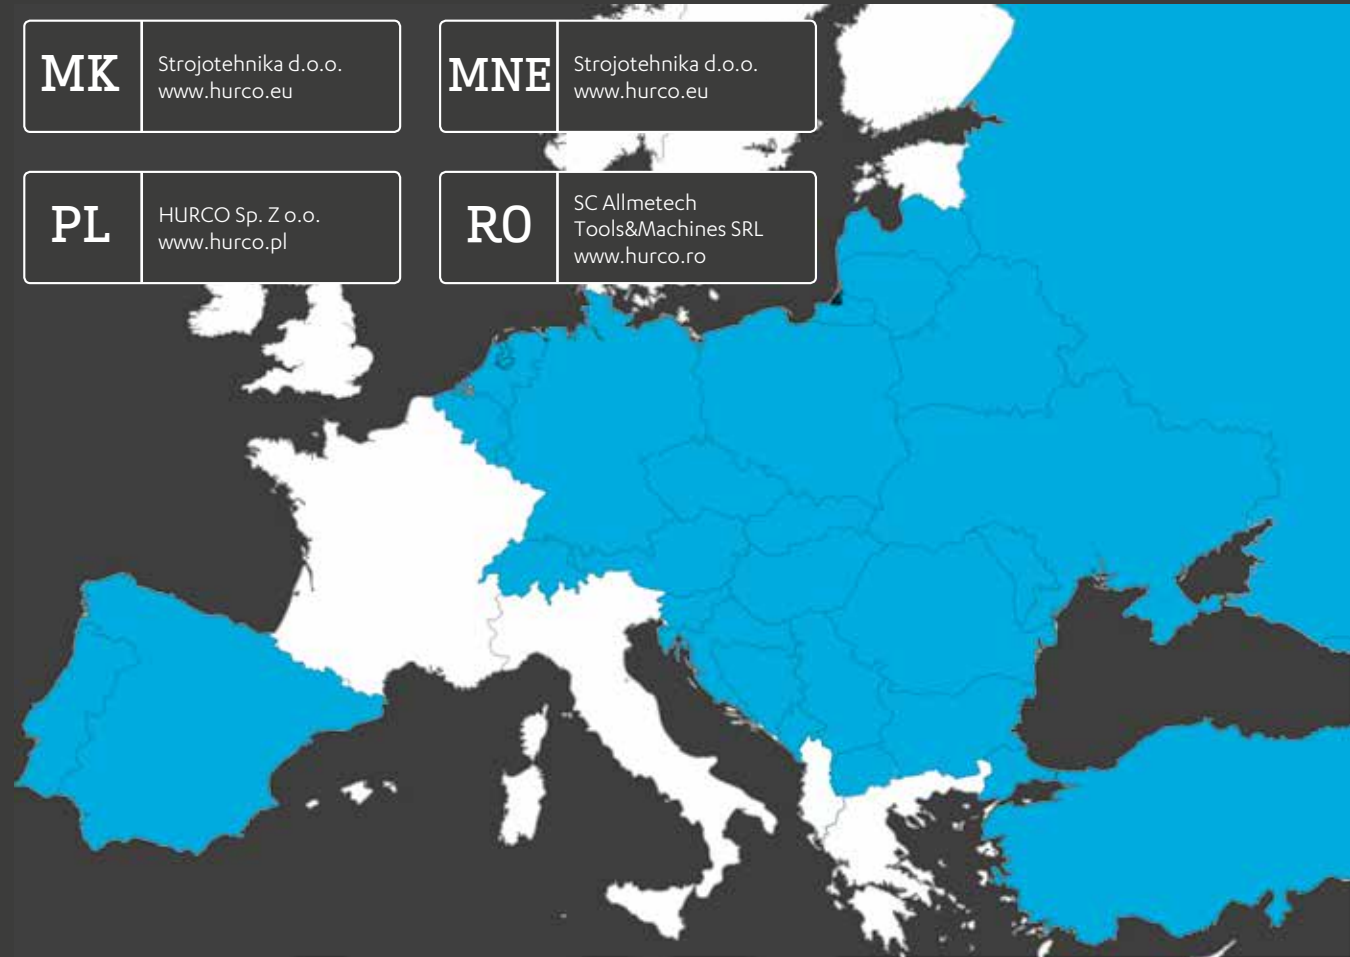 MK
Strojotehnika d.o.o.
www.hurco.eu
MNE
Strojotehnika d.o.o.
www.hurco.eu
PL
HURCO Sp. Z o.o.
www.hurco.pl
RO
SC Allmetech
Tools&Machines SRL
www.hurco.ro